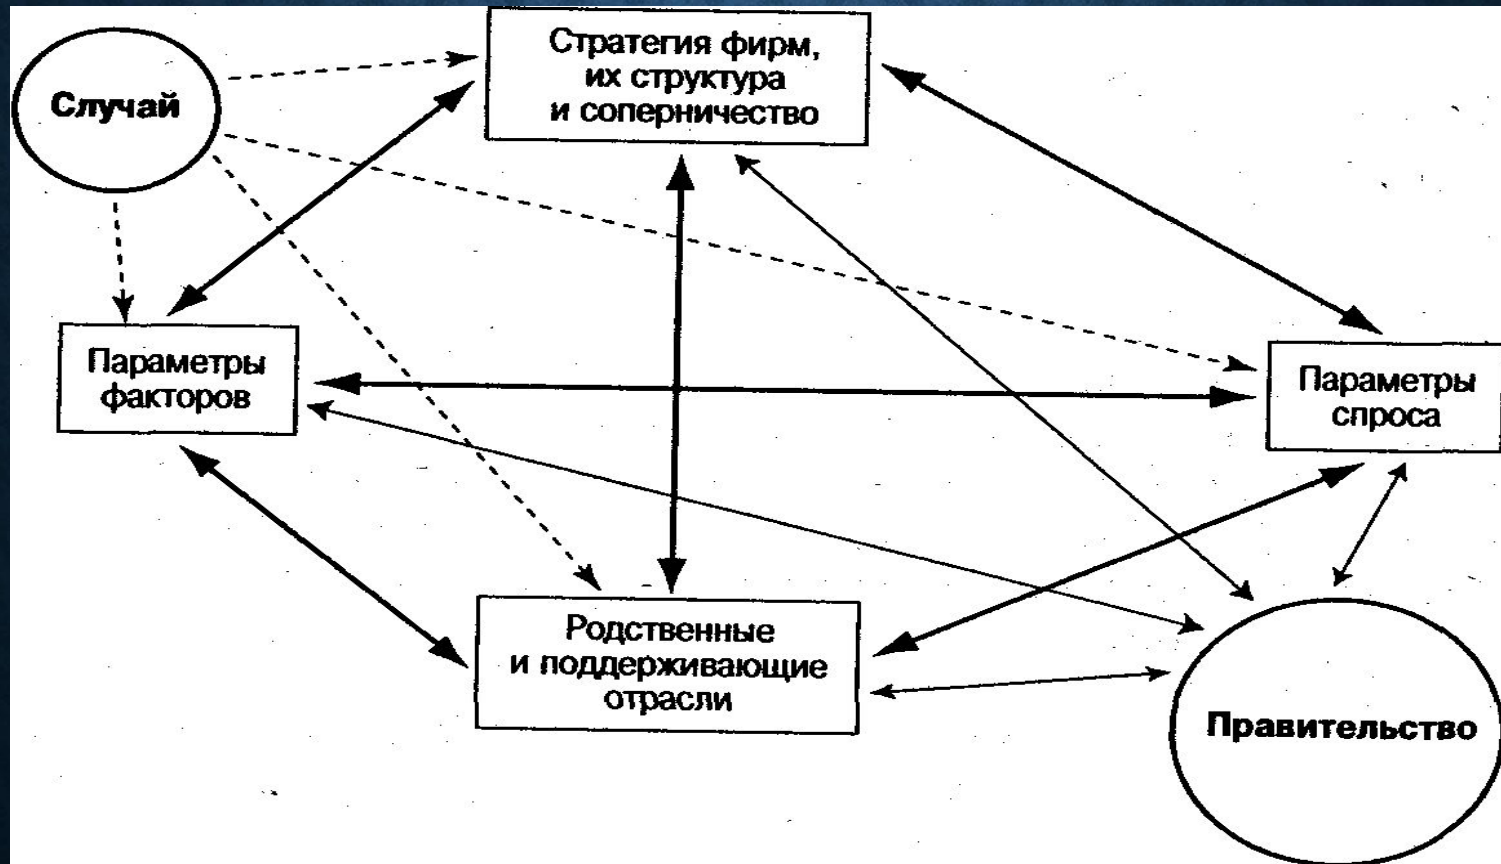 Случай
Стратегия фирм,
их структура
и соперничество
Параметры
факторов
Параметры
спроса
Родственные
и поддерживающие
отрасли
Правительство